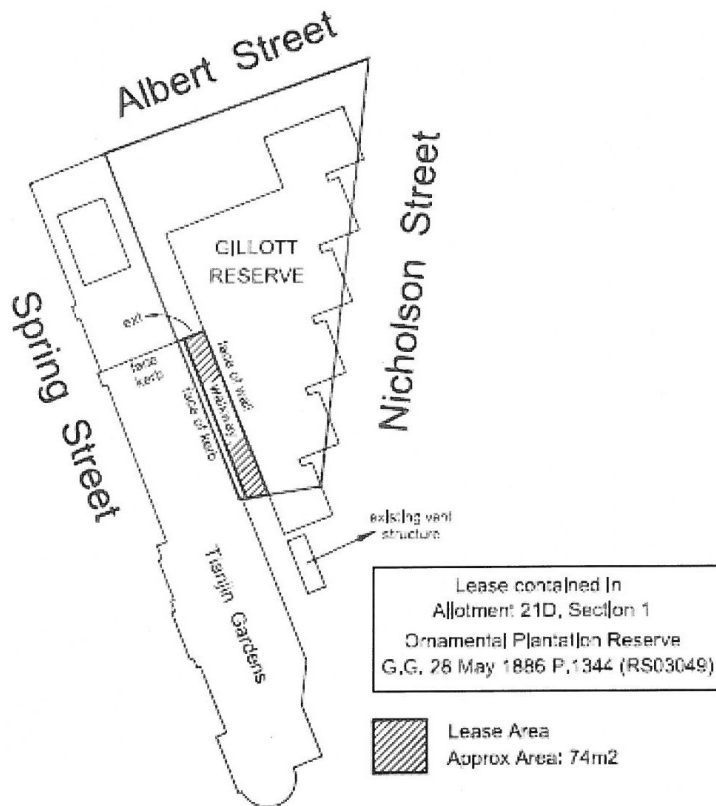 Albert Street
GILLOTT
RESERVE
Nicholson Street
Spring Street
exit
face
kerb
face of wall
walkway
face of kerb
existing vent
structure
Tianjin Gardens
Lease contained in
Allotment 21D, Section 1
Ornamental Plantation Reserve
G.G. 28 May 1886 P.1344 (RS03049)
Lease Area
Approx Area: 74m2